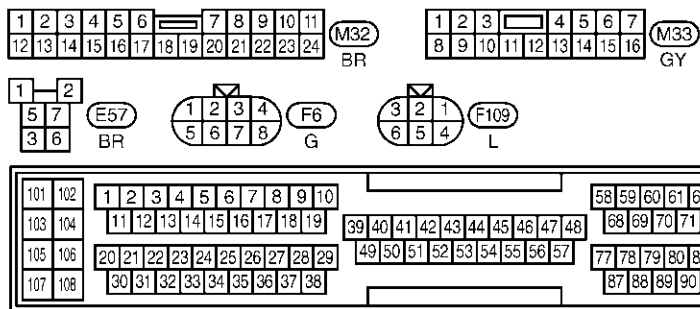 1 2 3 4 5 6 7 8 9 10 11 M32
12 13 14 15 16 17 18 19 20 21 22 23 24
BR
1 2 3 4 5 6 7 M33
8 9 10 11 12 13 14 15 16
GY
1 2
5 7 E57
3 6 BR
1 2 3 4 F6
5 6 7 8 G
3 2 1 F109
6 5 4 L
101 102
103 104
105 106
107 108
1 2 3 4 5 6 7 8 9 10
11 12 13 14 15 16 17 18 19
20 21 22 23 24 25 26 27 28 29
30 31 32 33 34 35 36 37 38
39 40 41 42 43 44 45 46 47 48
49 50 51 52 53 54 55 56 57
58 59 60 61
68 69 70 71
77 78 79 80
87 88 89 90